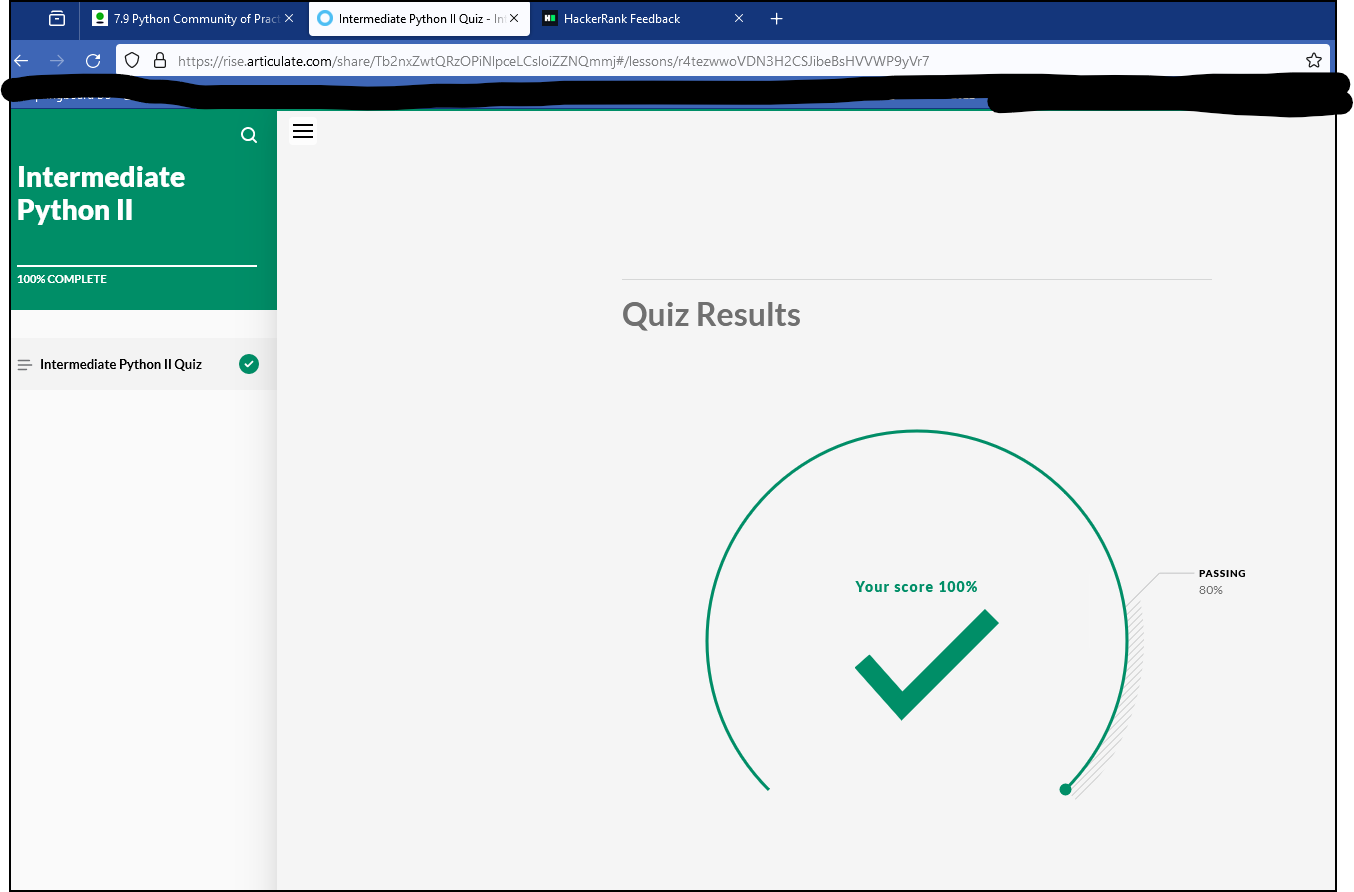 7.9 Python Community of Pract
Intermediate Python II Quiz - Int
HackerRank Feedback
https://rise.articulate.com/share/Tb2nxZwtQRzOPiNlpceLCsloiZZNQmmj#/lessons/r4tezwwoVDN3H2CSJibeBsHVVWP9yVr7
Intermediate
Python II
100% COMPLETE
Intermediate Python II Quiz
Quiz Results
Your score 100%
PASSING
80%